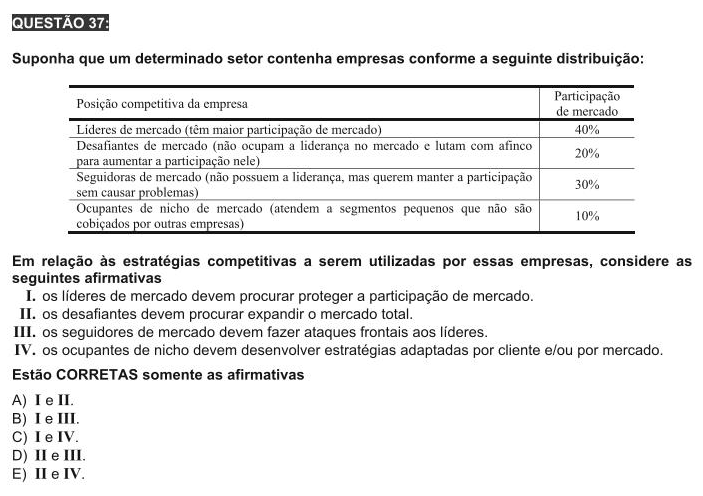 QUESTÃO 37:
Suponha que um determinado setor contenha empresas conforme a seguinte distribuição:
Posição competitiva da empresa
Participação
de mercado
Líderes de mercado (têm maior participação de mercado)
40%
Desafiantes de mercado (não ocupam a liderança no mercado e lutam com afinco
para aumentar a participação nele)
20%
Seguidoras de mercado (não possuem a liderança, mas querem manter a participação
sem causar problemas)
30%
Ocupantes de nicho de mercado (atendem a segmentos pequenos que não são
cobiçados por outras empresas)
10%
Em relação às estratégias competitivas a serem utilizadas por essas empresas, considere as
seguintes afirmativas
I. os líderes de mercado devem procurar proteger a participação de mercado.
II. os desafiantes devem procurar expandir o mercado total.
III. os seguidores de mercado devem fazer ataques frontais aos líderes.
IV. os ocupantes de nicho devem desenvolver estratégias adaptadas por cliente e/ou por mercado.
Estão CORRETAS somente as afirmativas
A) I e II.
B) I e III.
C) I e IV.
D) II e III.
E) II e IV.